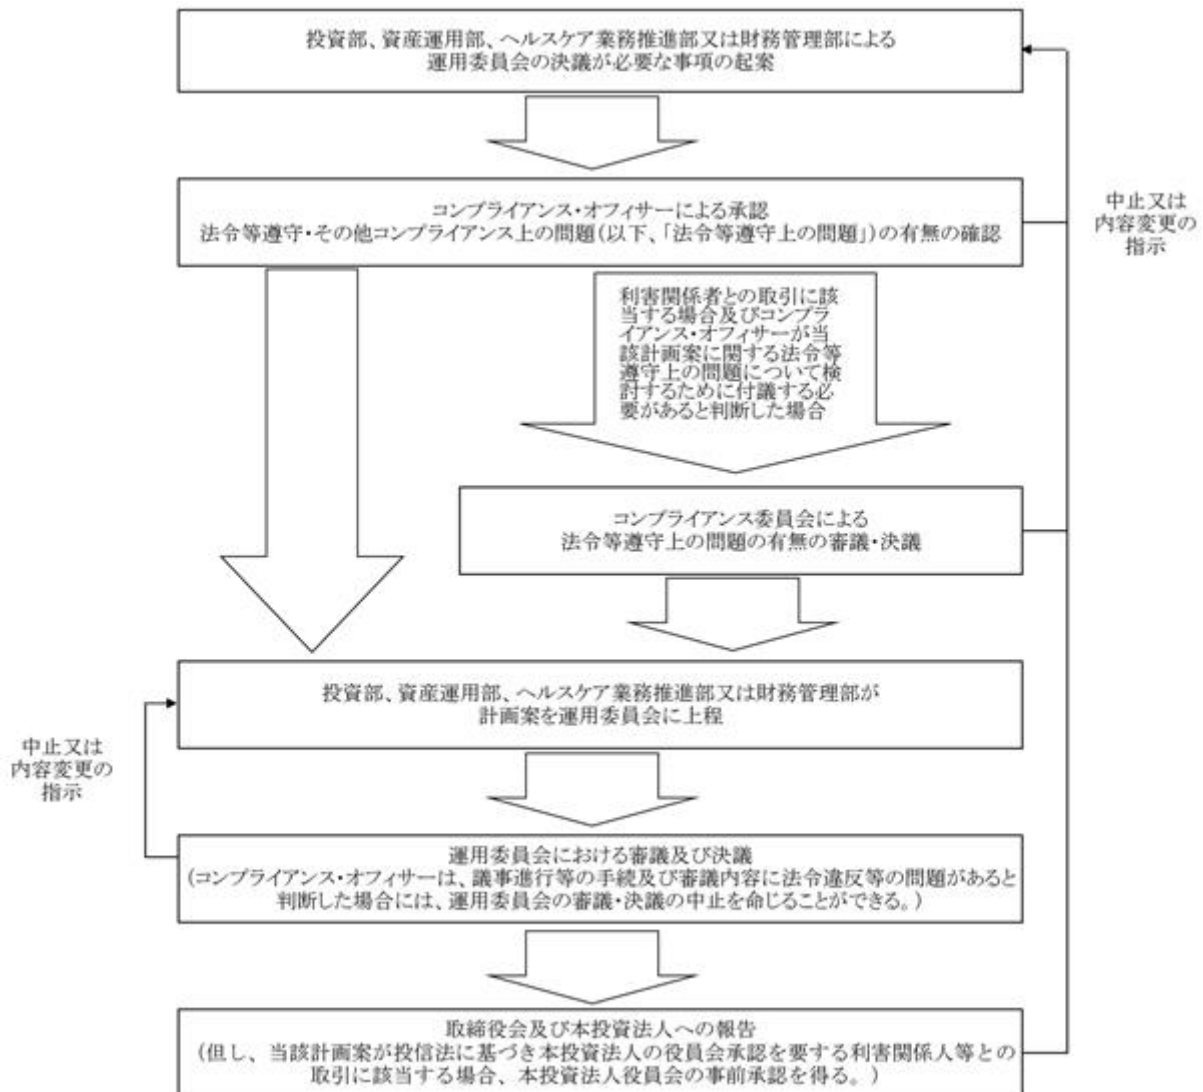 投資部、資産運用部、ヘルスケア業務推進部又は財務管理部による
運用委員会の決議が必要な事項の起案
コンプライアンス・オフィサーによる承認
法令等遵守・その他コンプライアンス上の問題(以下、「法令等遵守上の問題」)の有無の確認
中止又は
内容変更の
指示
利害関係者との取引に該
当する場合及びコンプラ
イアンス・オフィサーが当
該計画案に関する法令等
遵守上の問題について検
討するために付議する必
要があると判断した場合
コンプライアンス委員会による
法令等遵守上の問題の有無の審議・決議
投資部、資産運用部、ヘルスケア業務推進部又は財務管理部が
計画案を運用委員会に上程
中止又は
内容変更の
指示
運用委員会における審議及び決議
(コンプライアンス・オフィサーは、議事進行等の手続及び審議内容に法令違反等の問題があると
判断した場合には、運用委員会の審議・決議の中止を命じることができる。)
取締役会及び本投資法人への報告
(但し、当該計画案が投信法に基づき本投資法人の役員会承認を要する利害関係人等との
取引に該当する場合、本投資法人役員会の事前承認を得る。)